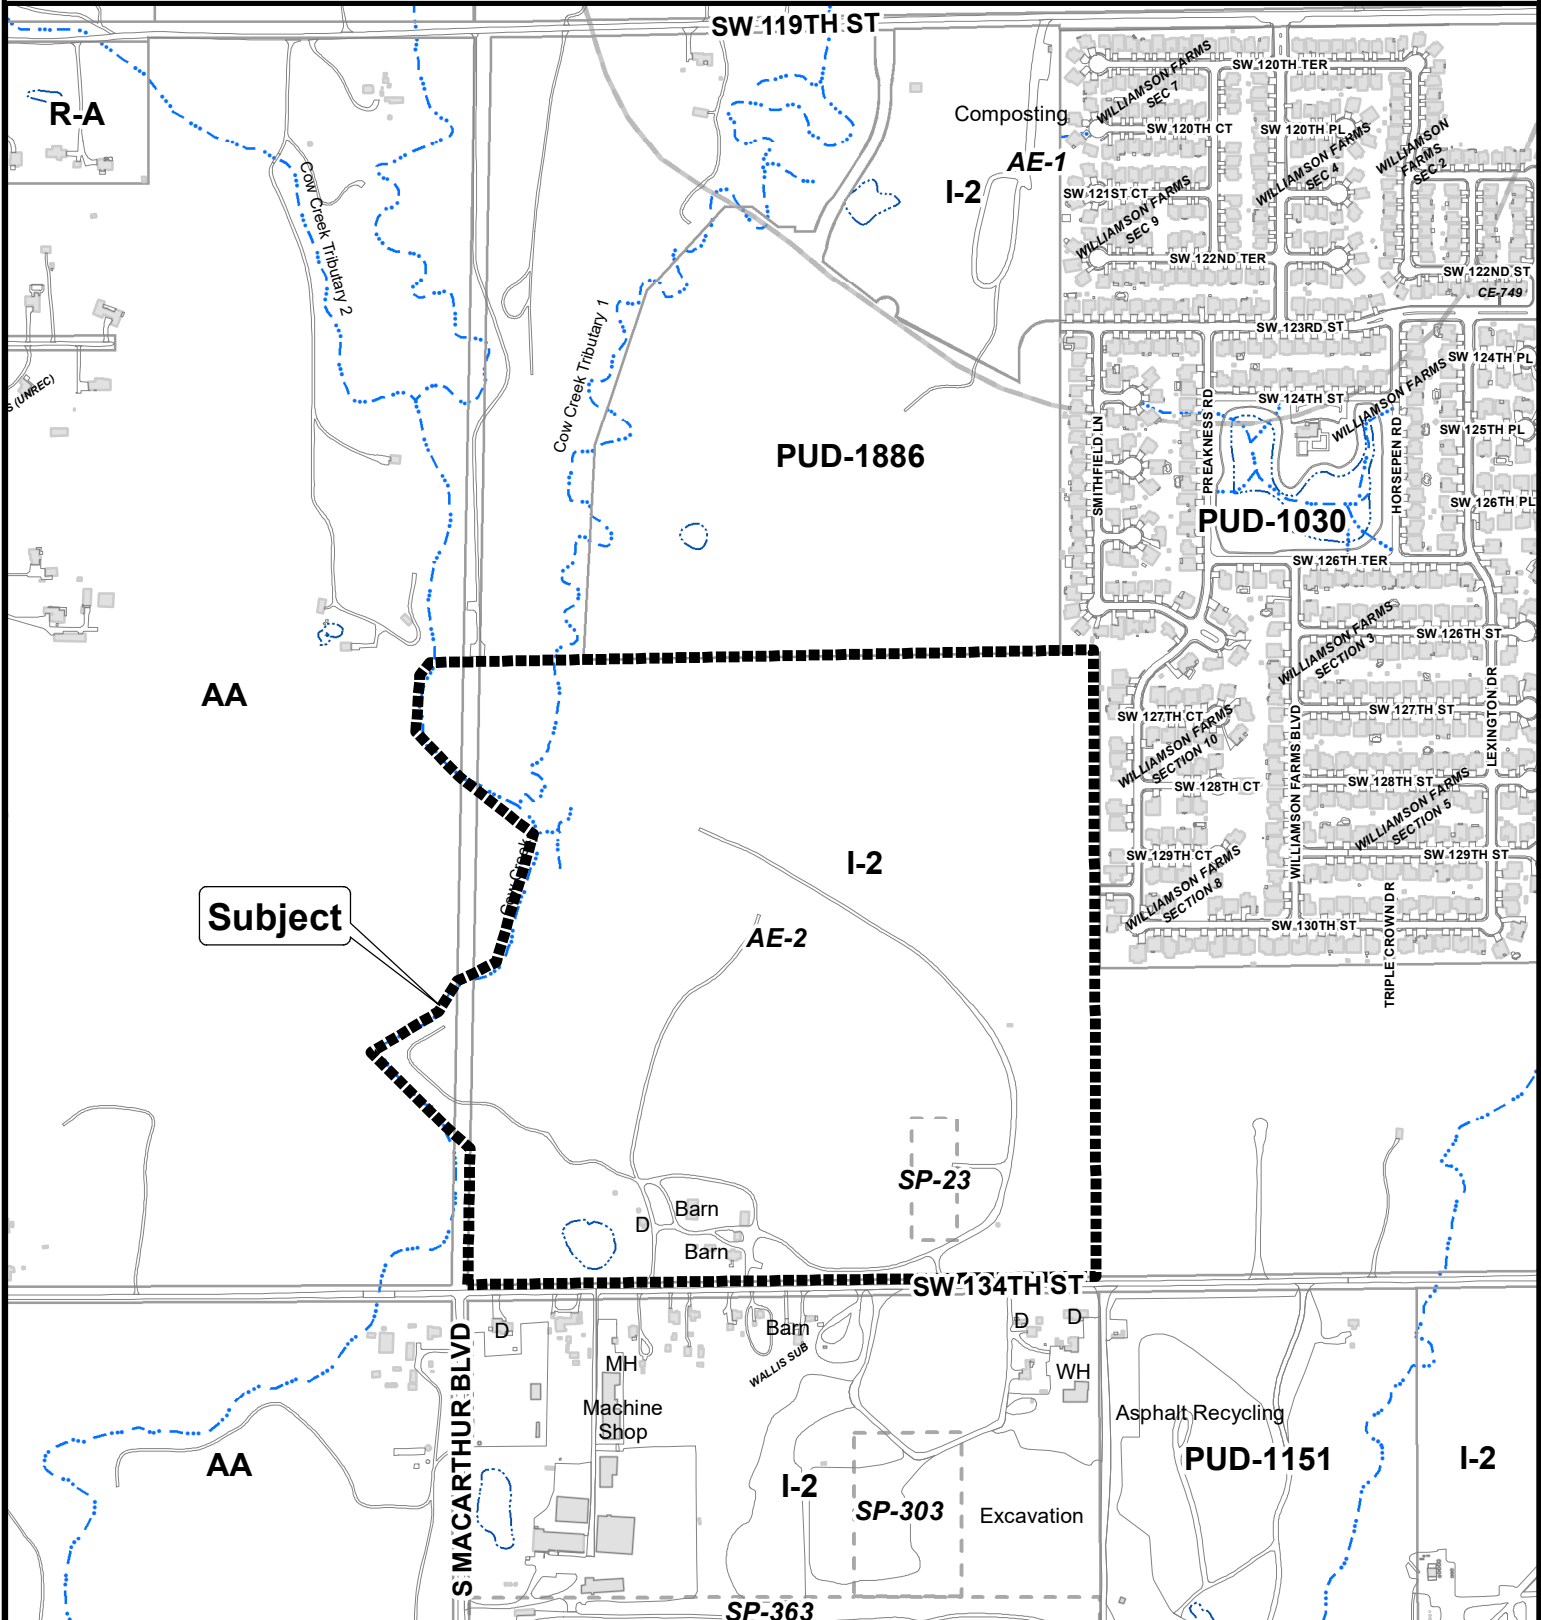 SW 119TH ST
SW 120TH TER
WILLIAMSON FARMS
SEC 7
R-A
Composting
SW 120TH CT
SW 120TH PL
WILLIAMSON FARMS
SEC 4
WILLIAMSON
FARMS
SEC 2
AE-1
I-2
SW 121ST CT
WILLIAMSON FARMS
SEC 9
Cow Creek Tributary 2
SW 122ND TER
SW 122ND ST
CE-749
Cow Creek Tributary 1
SW 123RD ST
SW 124TH PL
S (UNREC)
SW 124TH ST
WILLIAMSON FARMS
PREAKNESS RD
SMITHFIELD LN
HORSEPEN RD
SW 125TH PL
PUD-1886
SW 126TH PL
PUD-1030
SW 126TH TER
WILLIAMSON FARMS
SECTION 3
SW 126TH ST
AA
SW 127TH CT
SW 127TH ST
LEXINGTON DR
WILLIAMSON FARMS
SECTION 10
WILLIAMSON FARMS BLVD
SW 128TH CT
SW 128TH ST
WILLIAMSON FARMS
SECTION 5
I-2
Cow Creek
SW 129TH CT
SW 129TH ST
WILLIAMSON FARMS
SECTION 8
Subject
SW 130TH ST
TRIPLE CROWN DR
AE-2
SP-23
Barn
D
Barn
SW 134TH ST
D
Barn
D
D
WALLIS SUB
S MACARTHUR BLVD
MH
WH
Machine
Shop
Asphalt Recycling
AA
PUD-1151
I-2
I-2
SP-303
Excavation
SP-363